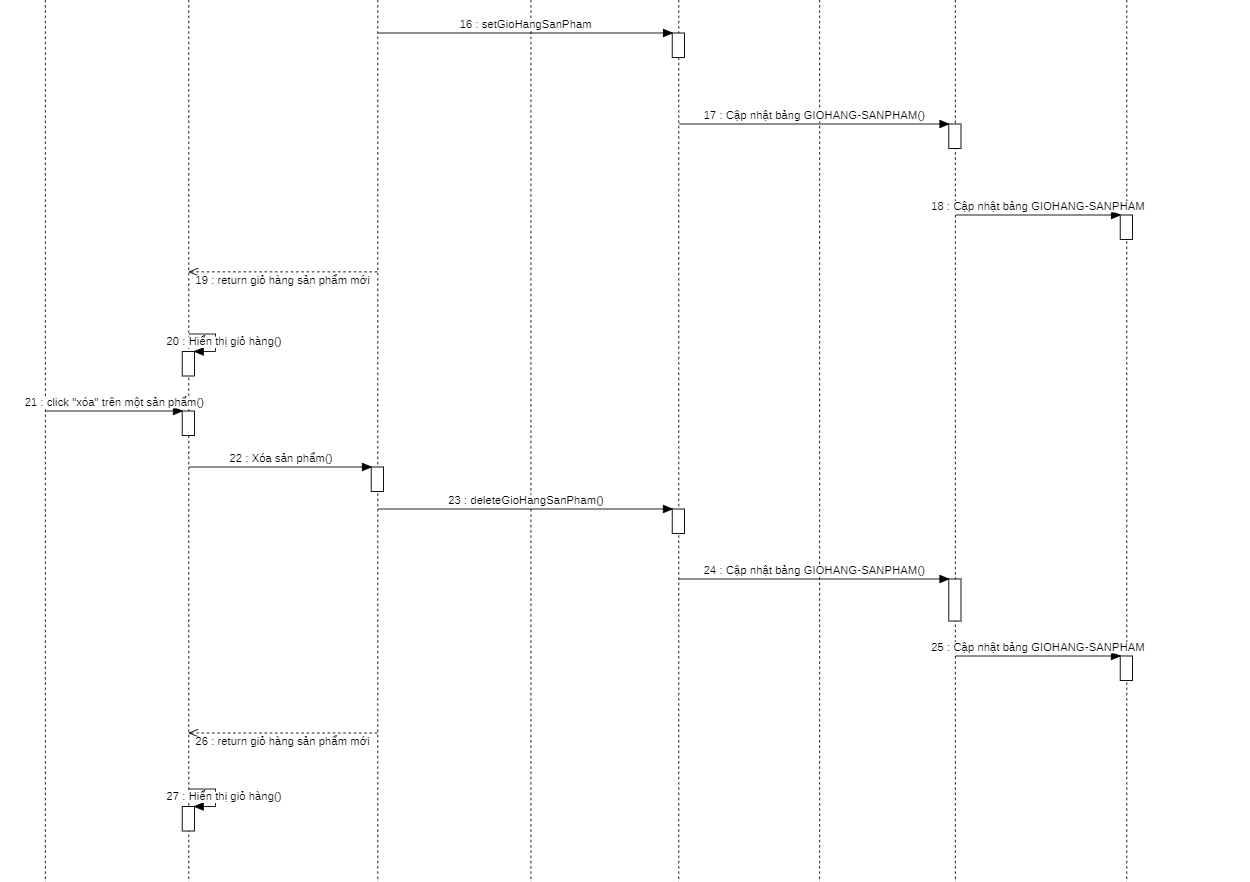 16 : setGioHangSanPham
17 : Cập nhật bảng GIOHANG-SANPHAM()
18 : Cập nhật bảng GIOHANG-SANPHAM
19 : return giỏ hàng sản phẩm mới
20 : Hiển thị giỏ hàng()
21 : click "xóa" trên một sản phẩm()
22 : Xóa sản phẩm()
23 : deleteGioHangSanPham()
24 : Cập nhật bảng GIOHANG-SANPHAM()
25 : Cập nhật bảng GIOHANG-SANPHAM
26 : return giỏ hàng sản phẩm mới
27 : Hiển thị giỏ hàng()